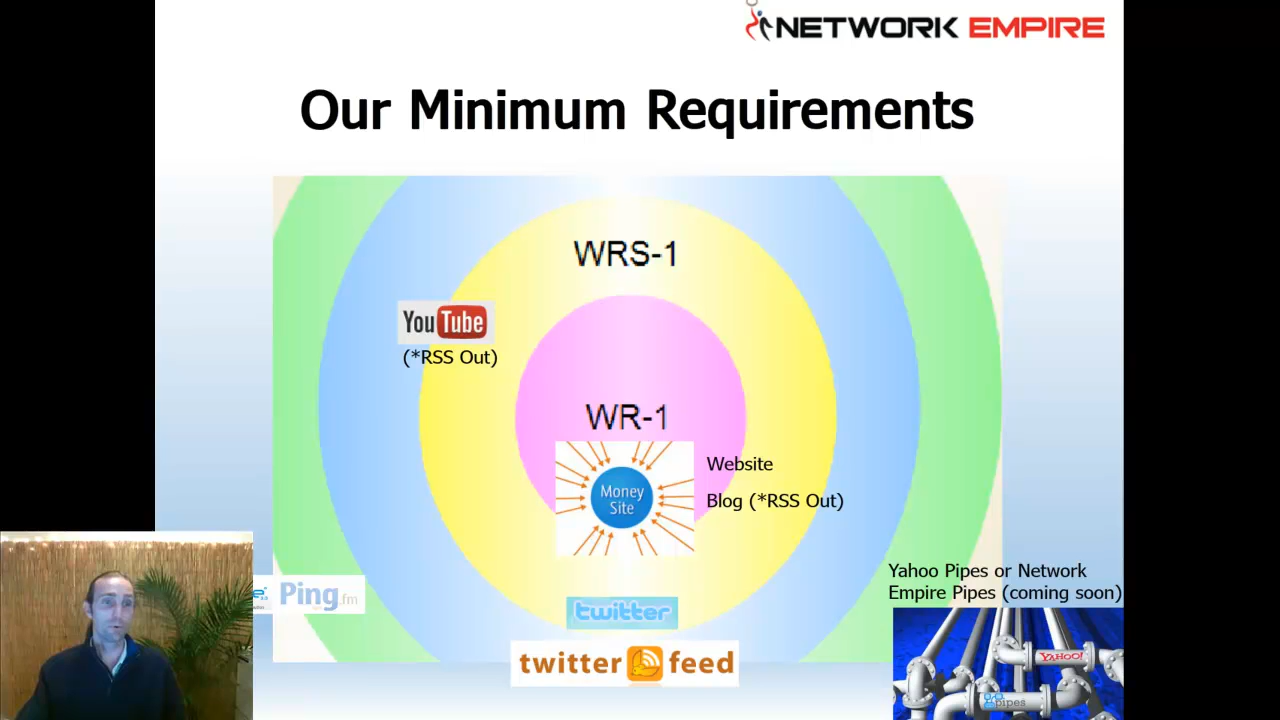 NETWORK EMPIRE
Our Minimum Requirements
WRS-1
YouTube
(*RSS Out)
WR-1
Money
Site
Website
Blog (*RSS Out)
Yahoo Pipes or Network
Empire Pipes (coming soon)
Ping.fm
twitter
twitter feed
YAHOO!
pipes